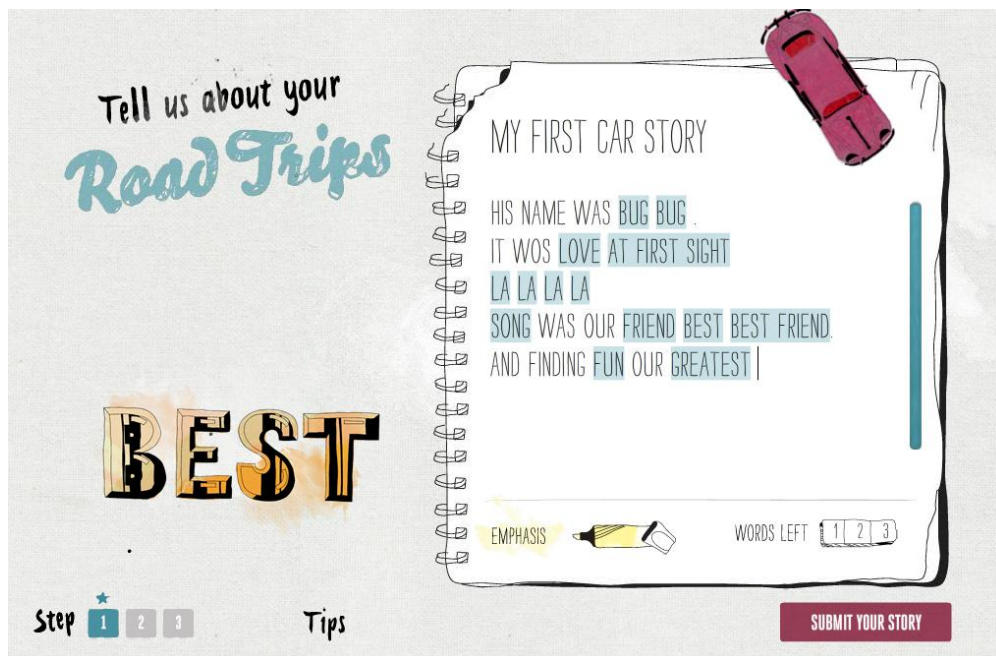 Tell us about your
Road Trips
BEST
Step 1 2 3
Tips
MY FIRST CAR STORY
HIS NAME WAS BUG BUG .
IT WOS LOVE AT FIRST SIGHT
LA LA LA LA
SONG WAS OUR FRIEND BEST BEST FRIEND.
AND FINDING FUN OUR GREATEST
EMPHASIS
WORDS LEFT 1 2 3
SUBMIT YOUR STORY